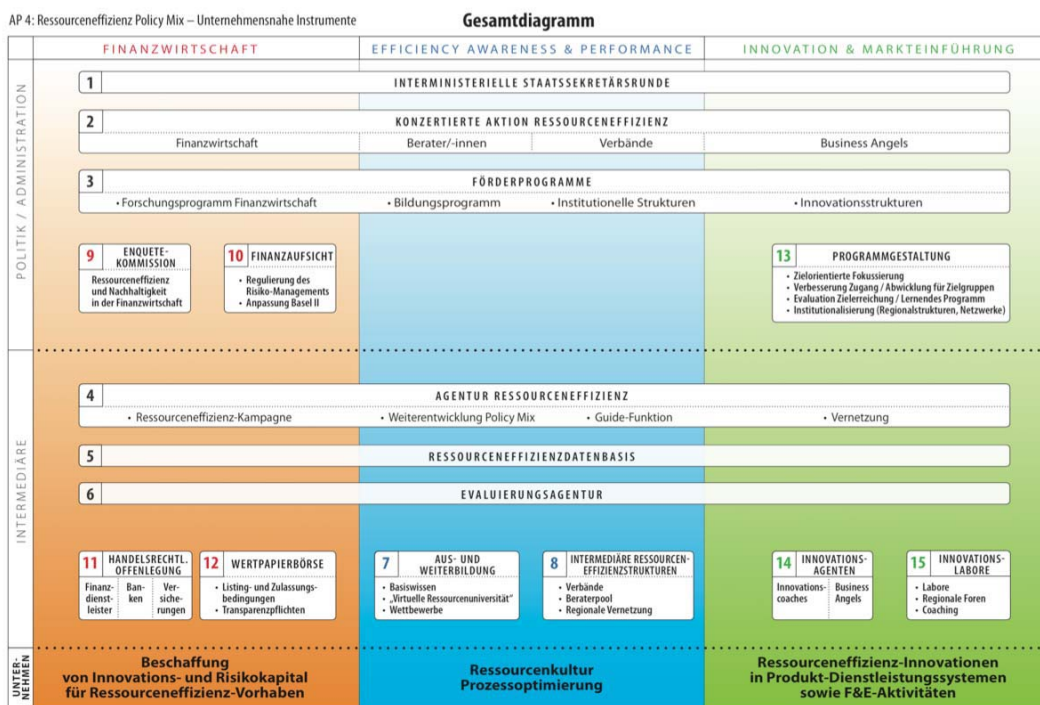 AP 4: Ressourceneffizienz Policy Mix – Unternehmensnahe Instrumente
Gesamtdiagramm
FINANZWIRTSCHAFT
EFFICIENCY AWARENESS & PERFORMANCE
INNOVATION & MARKTEINFÜHRUNG
POLITIK / ADMINISTRATION
1 INTERMINISTERIELLE STAATSSEKRETÄRSRUNDE
2 KONZERTIERTE AKTION RESSOURCENEFFIZIENZ
Finanzwirtschaft Berater/-innen Verbände Business Angels
3 FÖRDERPROGRAMME
• Forschungsprogramm Finanzwirtschaft • Bildungsprogramm • Institutionelle Strukturen • Innovationsstrukturen
9 ENQUETE-
KOMMISSION
Ressourceneffizienz
und Nachhaltigkeit
in der Finanzwirtschaft
10 FINANZAUFSICHT
• Regulierung des
Risiko-Managements
• Anpassung Basel II
13 PROGRAMMGESTALTUNG
• Zielorientierte Fokussierung
• Verbesserung Zugang / Abwicklung für Zielgruppen
• Evaluation Zielerreichung / Lernendes Programm
• Institutionalisierung (Regionalstrukturen, Netzwerke)
INTERMEDIÄRE
4 AGENTUR RESSOURCENEFFIZIENZ
• Ressourceneffizienz-Kampagne • Weiterentwicklung Policy Mix • Guide-Funktion • Vernetzung
5 RESSOURCENEFFIZIENZDATENBASIS
6 EVALUIERUNGSAGENTUR
11 HANDELSRECHTL.
OFFENLEGUNG
Finanz-
dienst-
leister
Ban-
ken
Ver-
siche-
rungen
12 WERTPAPIERBÖRSE
• Listing- und Zulassungs-
bedingungen
• Transparenzpflichten
7 AUS- UND
WEITERBILDUNG
• Basiswissen
• „Virtuelle Ressourcenuniversität“
• Wettbewerbe
8 INTERMEDIÄRE RESSOURCEN-
EFFIZIENZSTRUKTUREN
• Verbände
• Beraterpool
• Regionale Vernetzung
14 INNOVATIONS-
AGENTEN
Innovations-
coaches
Business
Angels
15 INNOVATIONS-
LABORE
• Labore
• Regionale Foren
• Coaching
UNTER-
NEHMEN
Beschaffung
von Innovations- und Risikokapital
für Ressourceneffizienz-Vorhaben
Ressourcenkultur
Prozessoptimierung
Ressourceneffizienz-Innovationen
in Produkt-Dienstleistungssystemen
sowie F&E-Aktivitäten